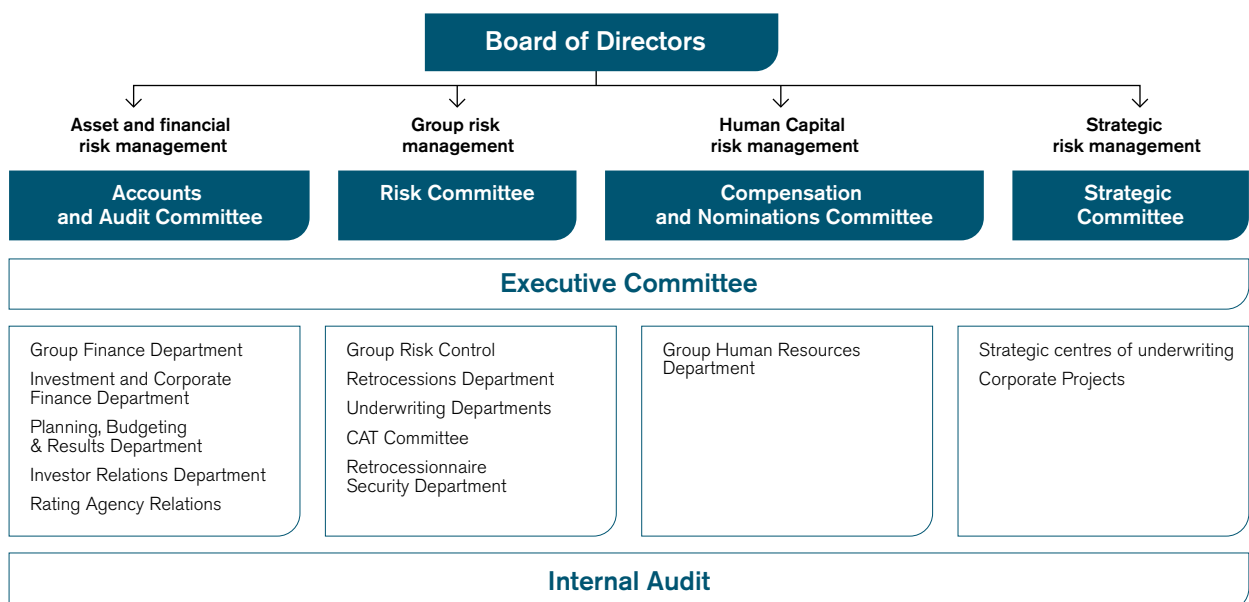 Board of Directors
Asset and financial
risk management
Group risk
management
Human Capital
risk management
Strategic
risk management
Accounts
and Audit Committee
Risk Committee
Compensation
and Nominations Committee
Strategic
Committee
Executive Committee
Group Finance Department
Investment and Corporate
Finance Department
Planning, Budgeting
& Results Department
Investor Relations Department
Rating Agency Relations
Group Risk Control
Retrocessions Department
Underwriting Departments
CAT Committee
Retrocessionnaire
Security Department
Group Human Resources
Department
Strategic centres of underwriting
Corporate Projects
Internal Audit